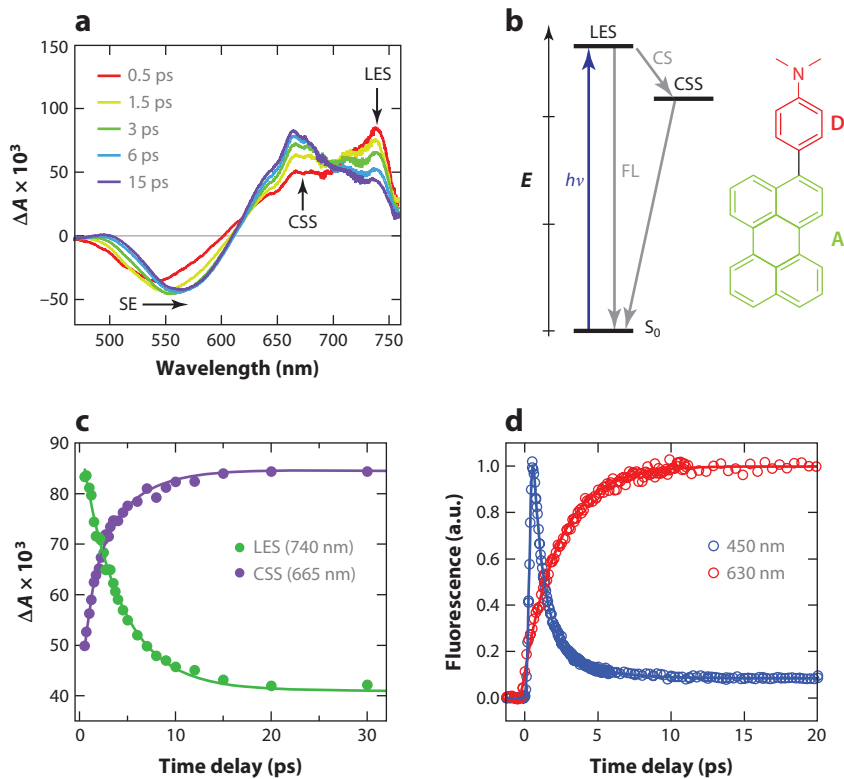 a
ΔA × 10³
150
100
50
0
−50
0.5 ps
1.5 ps
3 ps
6 ps
15 ps
LES
CSS
SE
500
550
600
650
700
750
Wavelength (nm)
b
E
LES
CS
CSS
hν
FL
S₀
N
D
A
c
ΔA × 10³
90
80
70
60
50
40
LES (740 nm)
CSS (665 nm)
0
5
10
15
20
25
30
Time delay (ps)
d
Fluorescence (a.u.)
1.0
0.8
0.6
0.4
0.2
0.0
450 nm
630 nm
0
5
10
15
20
Time delay (ps)